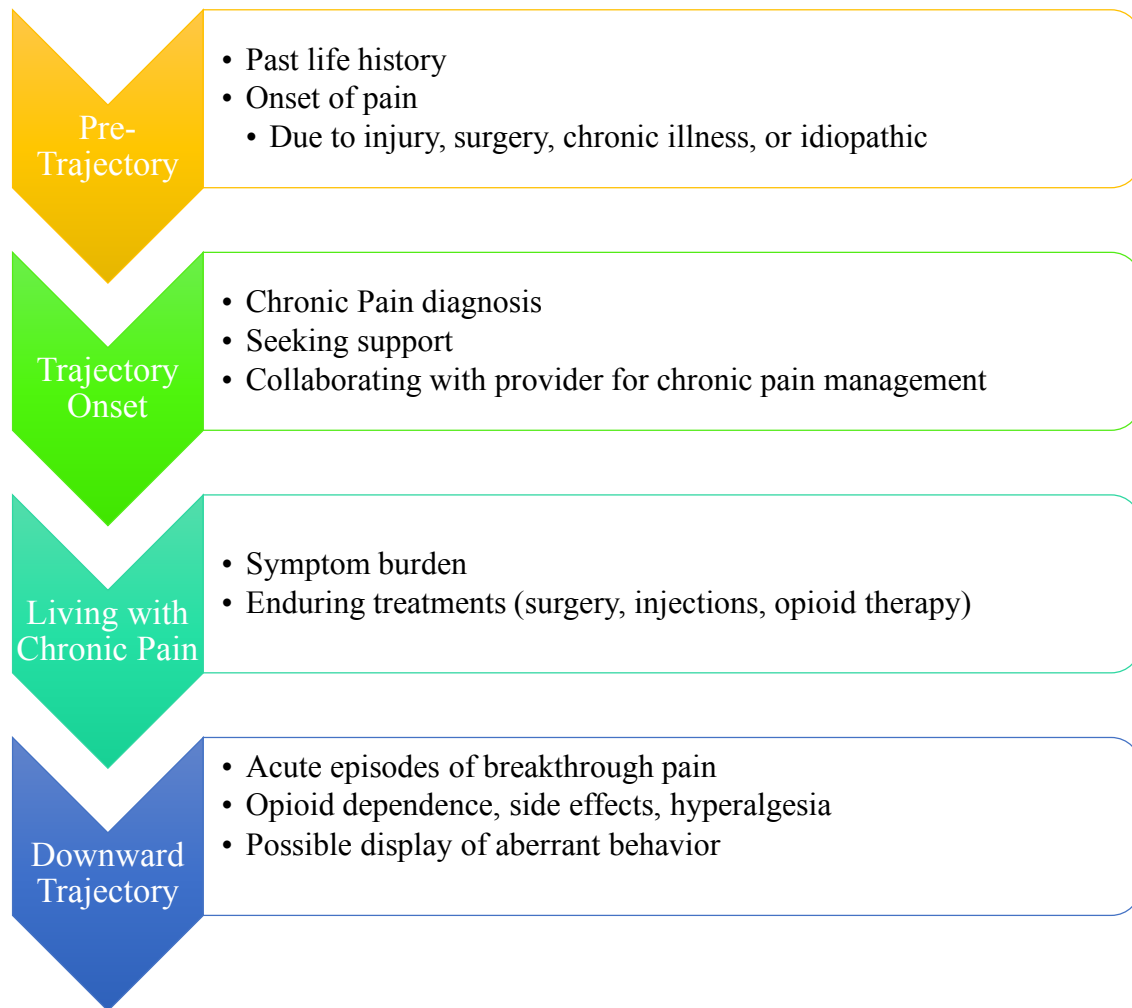 Pre-
Trajectory
• Past life history
• Onset of pain
• Due to injury, surgery, chronic illness, or idiopathic
Trajectory
Onset
• Chronic Pain diagnosis
• Seeking support
• Collaborating with provider for chronic pain management
Living with
Chronic Pain
• Symptom burden
• Enduring treatments (surgery, injections, opioid therapy)
Downward
Trajectory
• Acute episodes of breakthrough pain
• Opioid dependence, side effects, hyperalgesia
• Possible display of aberrant behavior